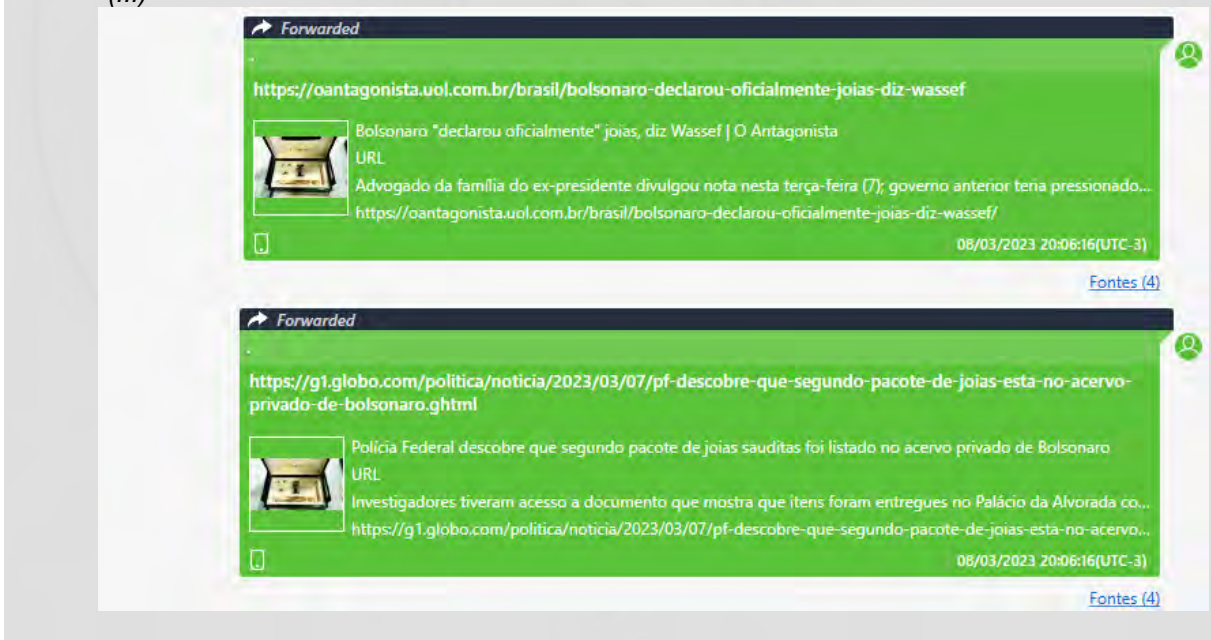 (...)
Forwarded
.
https://oantagonista.uol.com.br/brasil/bolsonaro-declarou-oficialmente-joias-diz-wassef
Bolsonaro "declarou oficialmente" joias, diz Wassef | O Antagonista
URL
Advogado da família do ex-presidente divulgou nota nesta terça-feira (7); governo anterior teria pressionado...
https://oantagonista.uol.com.br/brasil/bolsonaro-declarou-oficialmente-joias-diz-wassef/
08/03/2023 20:06:16(UTC-3)
Fontes (4)
Forwarded
.
https://g1.globo.com/politica/noticia/2023/03/07/pf-descobre-que-segundo-pacote-de-joias-esta-no-acervo-
privado-de-bolsonaro.ghtml
Polícia Federal descobre que segundo pacote de joias sauditas foi listado no acervo privado de Bolsonaro
URL
Investigadores tiveram acesso a documento que mostra que itens foram entregues no Palácio da Alvorada co...
https://g1.globo.com/politica/noticia/2023/03/07/pf-descobre-que-segundo-pacote-de-joias-esta-no-acervo...
08/03/2023 20:06:16(UTC-3)
Fontes (4)